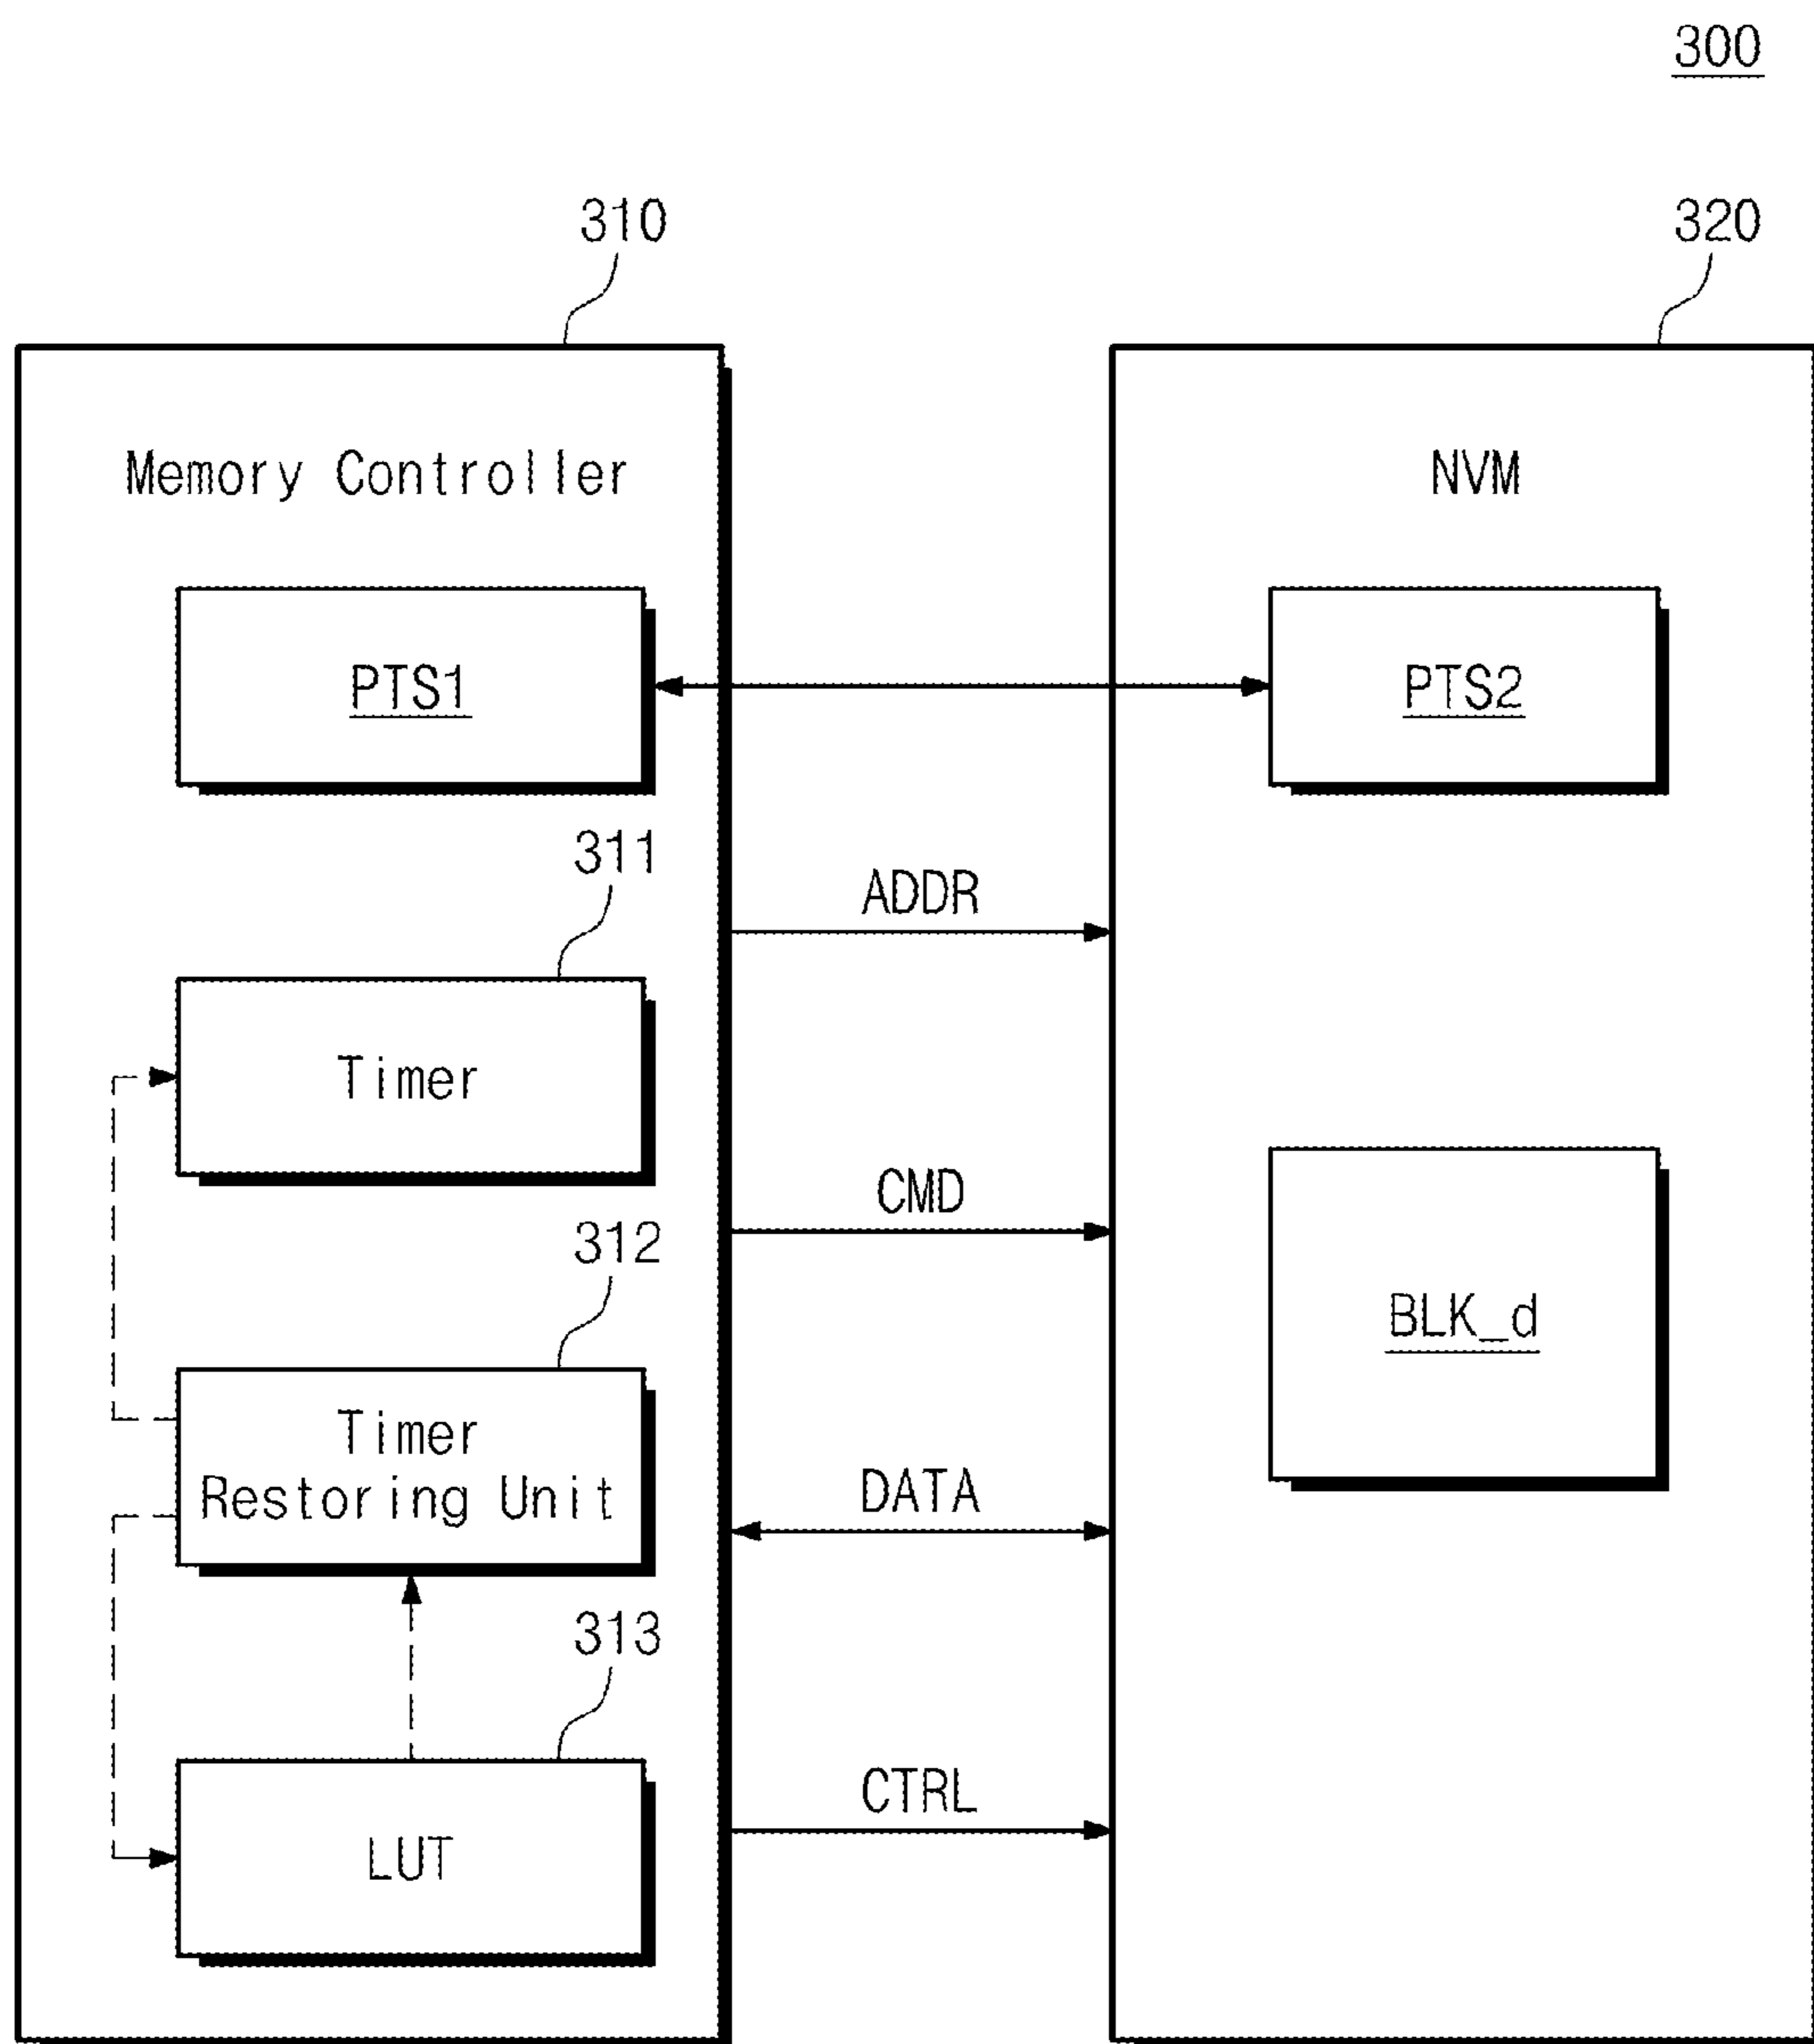 300
310
320
Memory Controller
NVM
PTS1
PTS2
311
ADDR
Timer
CMD
312
BLK_d
Timer
Restoring Unit
DATA
313
CTRL
LUT